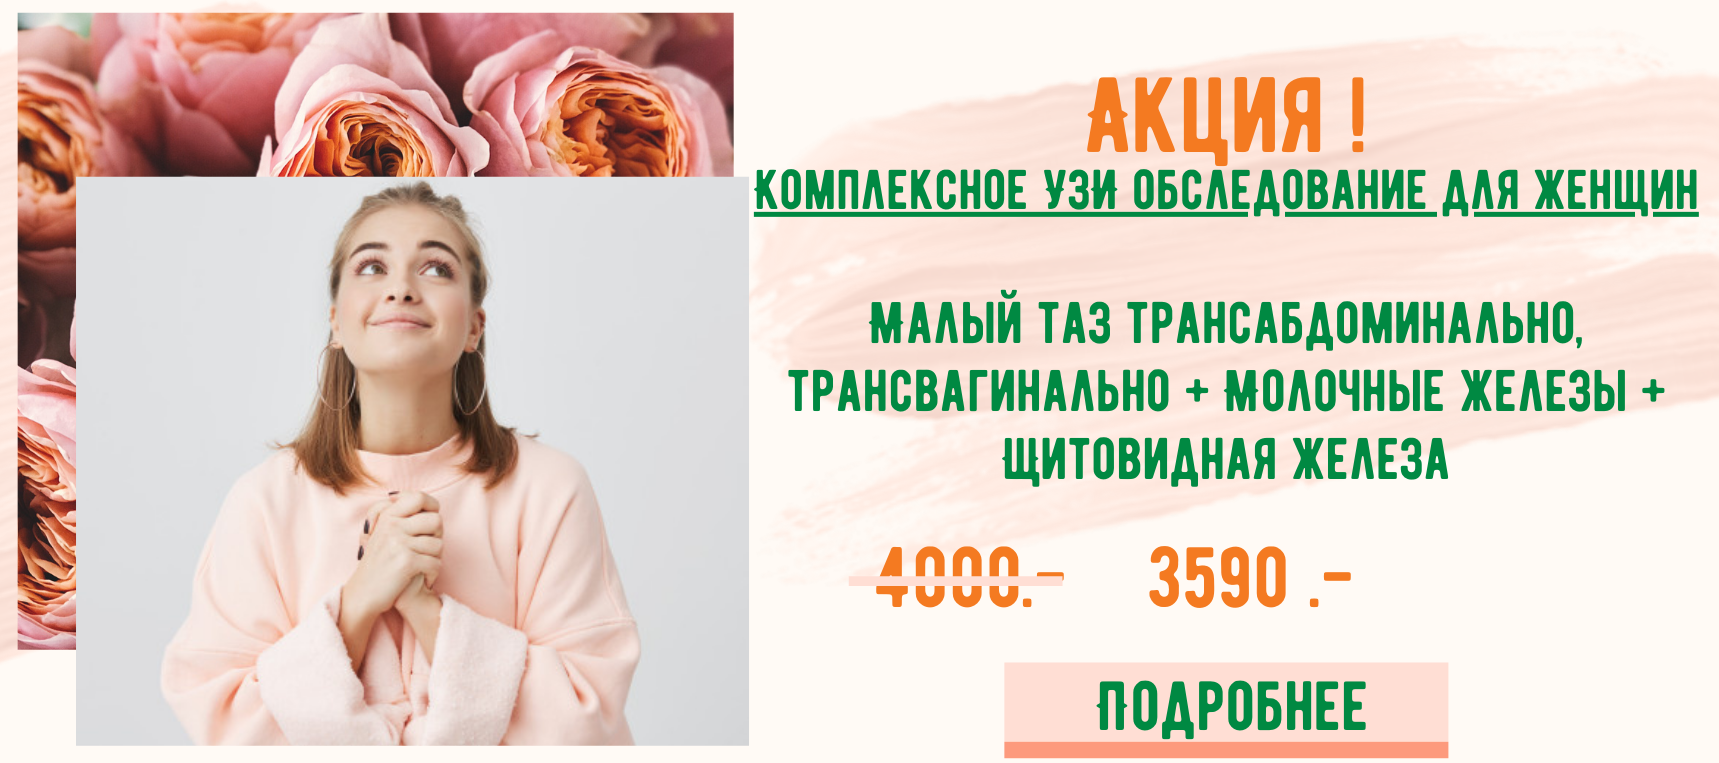 Акция !
Комплексное УЗИ обследование для женщин
Малый таз трансабдоминально,
трансвагинально + Молочные железы +
Щитовидная железа
4000.- 3590 .-
Подробнее